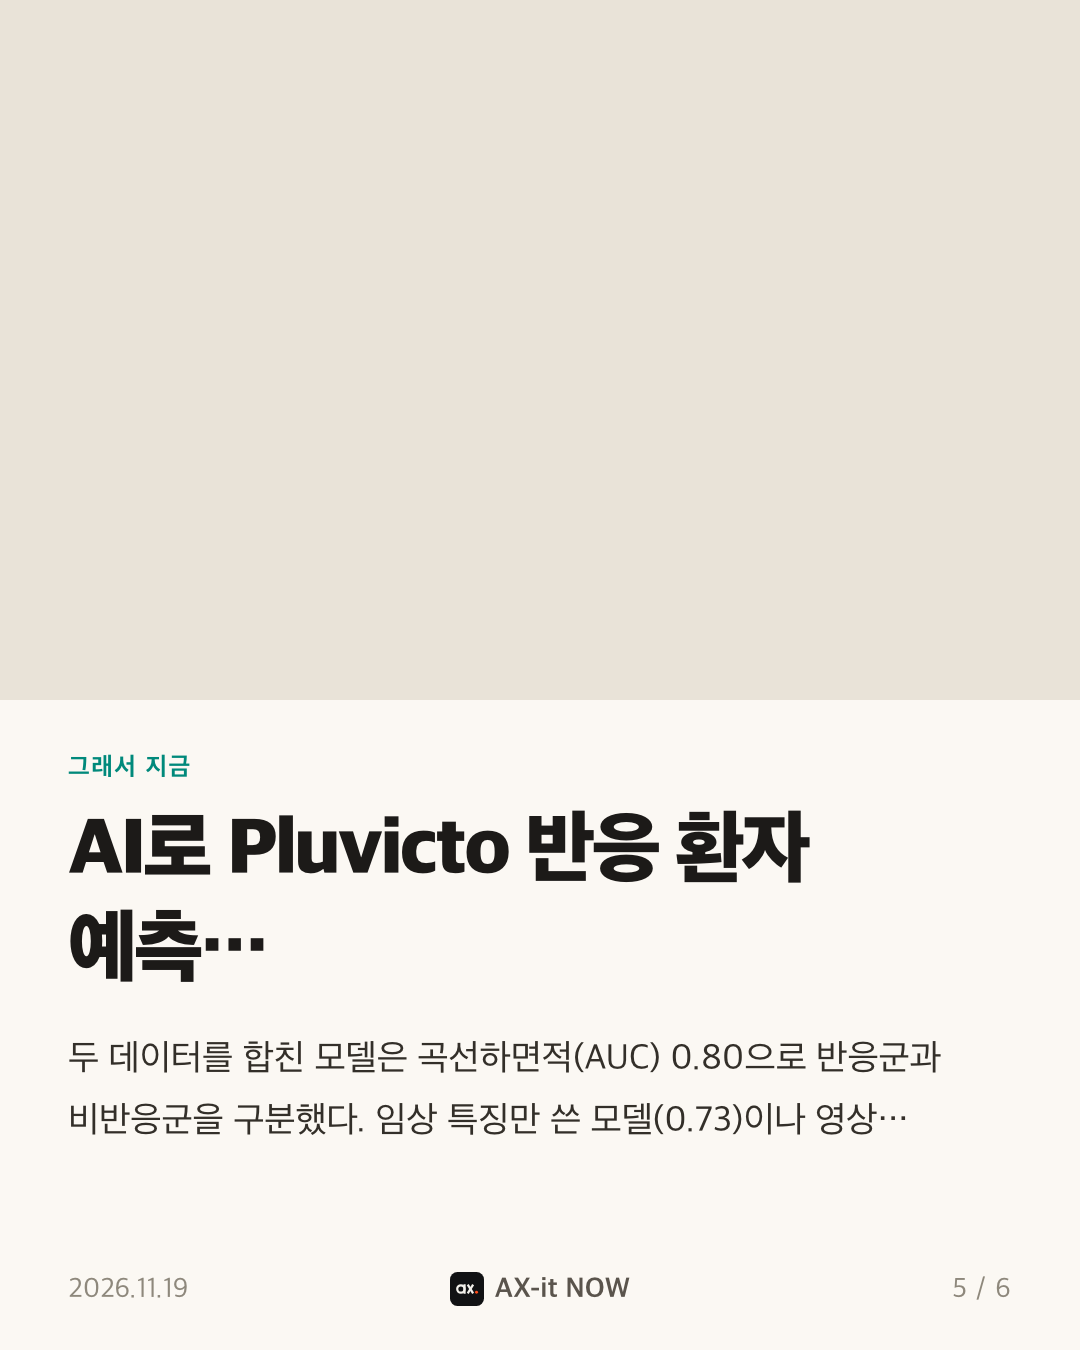 그래서 지금
AI로 Pluvicto 반응 환자
예측…
두 데이터를 합친 모델은 곡선하면적(AUC) 0.80으로 반응군과
비반응군을 구분했다. 임상 특징만 쓴 모델(0.73)이나 영상…
2026.11.19
ax. AX-it NOW
5 / 6